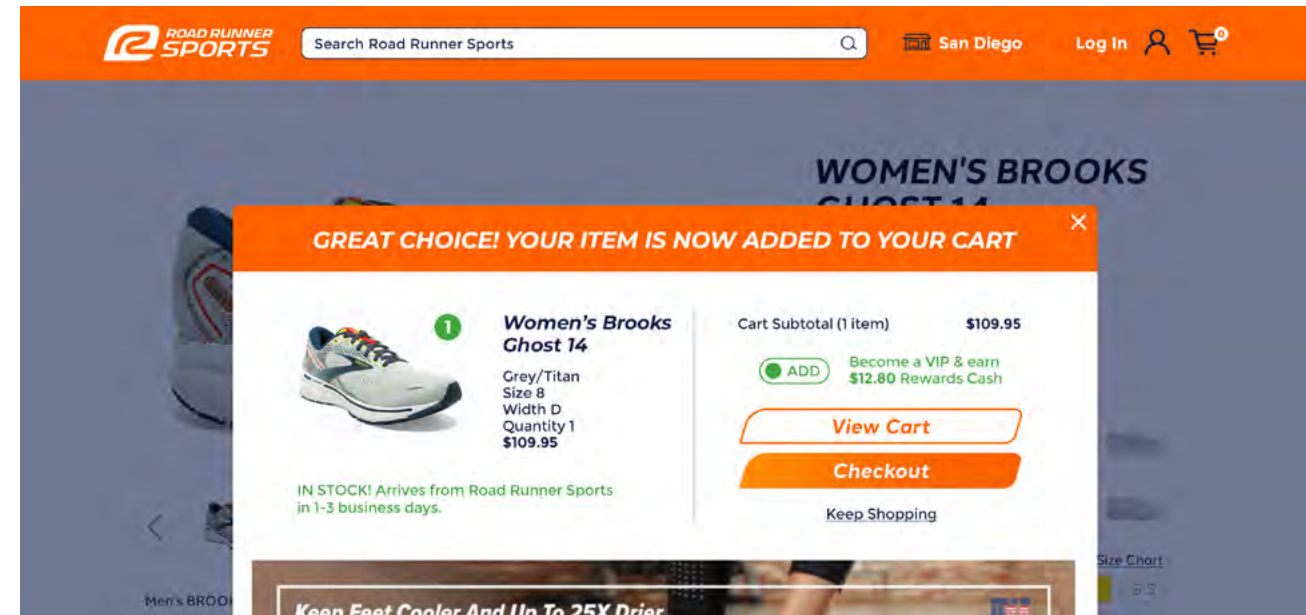 ROAD RUNNER
SPORTS
Search Road Runner Sports
San Diego
Log In
0
WOMEN'S BROOKS
GHOST 14
GREAT CHOICE! YOUR ITEM IS NOW ADDED TO YOUR CART
1
Women's Brooks
Ghost 14
Grey/Titan
Size 8
Width D
Quantity 1
$109.95
IN STOCK! Arrives from Road Runner Sports
in 1-3 business days.
Cart Subtotal (1 item) $109.95
ADD
Become a VIP & earn
$12.80 Rewards Cash
View Cart
Checkout
Keep Shopping
Size Chart
Men's BROO
Keep Feet Cooler And Up To 25X Drier